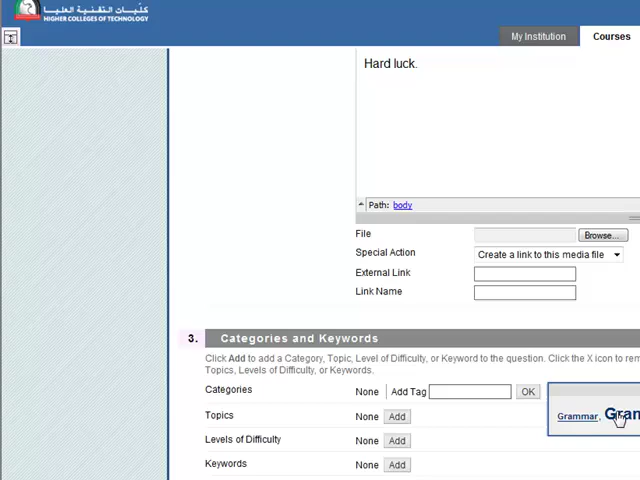 كليات التقنية العليا
HIGHER COLLEGES OF TECHNOLOGY
My Institution
Courses
Hard luck.
Path: body
File
Browse...
Special Action
Create a link to this media file
External Link
Link Name
3. Categories and Keywords
Click Add to add a Category, Topic, Level of Difficulty, or Keyword to the question. Click the X icon to
Topics, Levels of Difficulty, or Keywords.
Categories None Add Tag OK
Grammar,
Topics None Add
Levels of Difficulty None Add
Keywords None Add